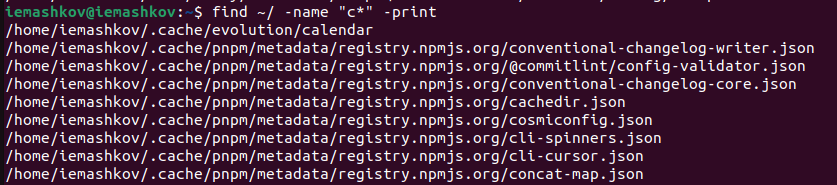 iemashkov@iemashkov:~$ find ~/ -name "c*" -print
/home/iemashkov/.cache/evolution/calendar
/home/iemashkov/.cache/pnpm/metadata/registry.npmjs.org/conventional-changelog-writer.json
/home/iemashkov/.cache/pnpm/metadata/registry.npmjs.org/@commitlint/config-validator.json
/home/iemashkov/.cache/pnpm/metadata/registry.npmjs.org/conventional-changelog-core.json
/home/iemashkov/.cache/pnpm/metadata/registry.npmjs.org/cachedir.json
/home/iemashkov/.cache/pnpm/metadata/registry.npmjs.org/cosmiconfig.json
/home/iemashkov/.cache/pnpm/metadata/registry.npmjs.org/cli-spinners.json
/home/iemashkov/.cache/pnpm/metadata/registry.npmjs.org/cli-cursor.json
/home/iemashkov/.cache/pnpm/metadata/registry.npmjs.org/concat-map.json